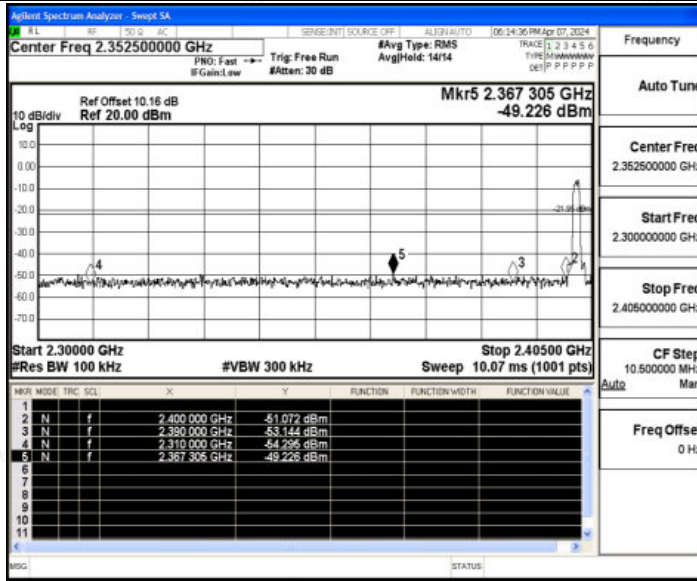 Agilent Spectrum Analyzer - Swept SA
RL RF 50 Ω AC SENSE:INT SOURCE OFF ALIGNAUTO 06:14:36 PM Apr 07, 2024
Center Freq 2.352500000 GHz
PNO: Fast
IFGain:Low
Trig: Free Run
#Atten: 30 dB
#Avg Type: RMS
Avg|Hold: 14/14
TRACE 1 2 3 4 5 6
TYPE MWWWWW
DET P P P P P P
Ref Offset 10.16 dB
Ref 20.00 dBm
10 dB/div
Log
Mkr5 2.367 305 GHz
-49.226 dBm
10.0
0.00
-10.0
-20.0
-30.0
-40.0
-50.0
-60.0
-70.0
-21.95 dBm
4
5
3
2
Start 2.30000 GHz
#Res BW 100 kHz
#VBW 300 kHz
Stop 2.40500 GHz
Sweep 10.07 ms (1001 pts)
MKR MODE TRC SCL X Y FUNCTION FUNCTION WIDTH FUNCTION VALUE
1
2 N f 2.400 000 GHz -51.072 dBm
3 N f 2.390 000 GHz -53.144 dBm
4 N f 2.310 000 GHz -54.295 dBm
5 N f 2.367 305 GHz -49.226 dBm
6
7
8
9
10
11
MSG
STATUS
Frequency
Auto Tune
Center Freq
2.352500000 GHz
Start Freq
2.300000000 GHz
Stop Freq
2.405000000 GHz
CF Step
10.500000 MHz
Auto Man
Freq Offset
0 Hz